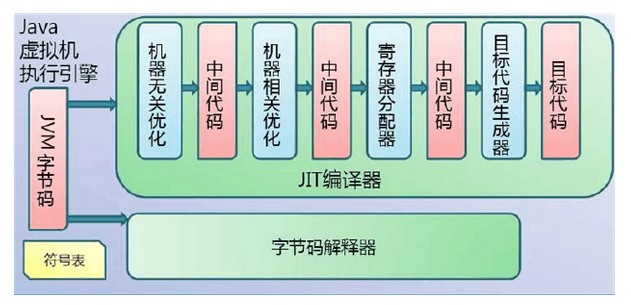 Java
虚拟机
执行引擎
JVM 字节码
符号表
机器无关优化
中间代码
机器相关优化
中间代码
寄存器分配器
中间代码
目标代码生成器
目标代码
JIT编译器
字节码解释器